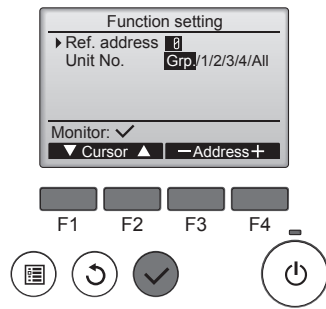 Function setting
Ref. address 0
Unit No. Grp./1/2/3/4/All
Monitor:
Cursor −Address+
F1 F2 F3 F4